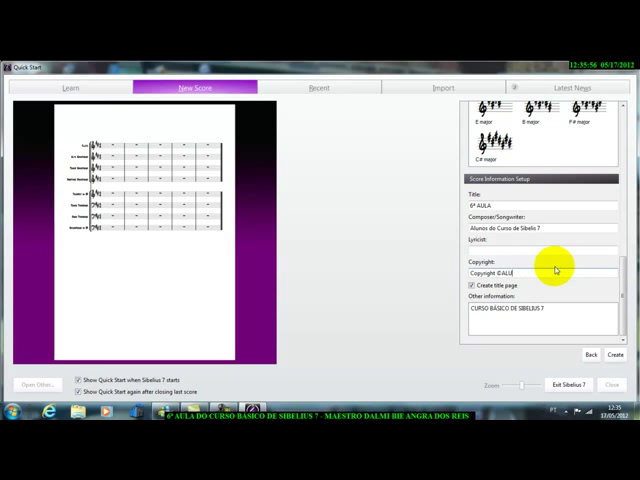 12:35:56 05/17/2012
Quick Start
Learn
New Score
Recent
Import
Latest News
E major
B major
F# major
C# major
Score Information Setup
Title:
6ª AULA
Composer/Songwriter:
Alunos do Curso de Sibelis 7
Lyricist:
Copyright:
Copyright ©ALU
Create title page
Other information:
CURSO BÁSICO DE SIBELIUS 7
Back
Create
Show Quick Start when Sibelius 7 starts
Show Quick Start again after closing last score
Open Other...
Zoom
Exit Sibelius 7
Close
PT
12:35
17/05/2012
6ª AULA DO CURSO BÁSICO DE SIBELIUS 7 - MAESTRO DALMI BIE ANGRA DOS REIS